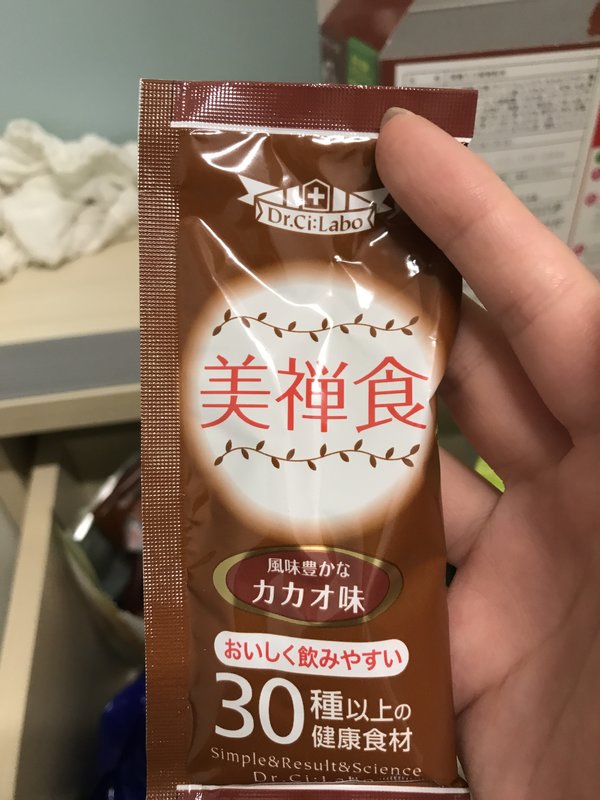 Dr.Ci:Labo
美禅食
風味豊かな
カカオ味
おいしく飲みやすい
30種以上の
健康食材
Simple&Result&Science
Dr.Ci:Labo